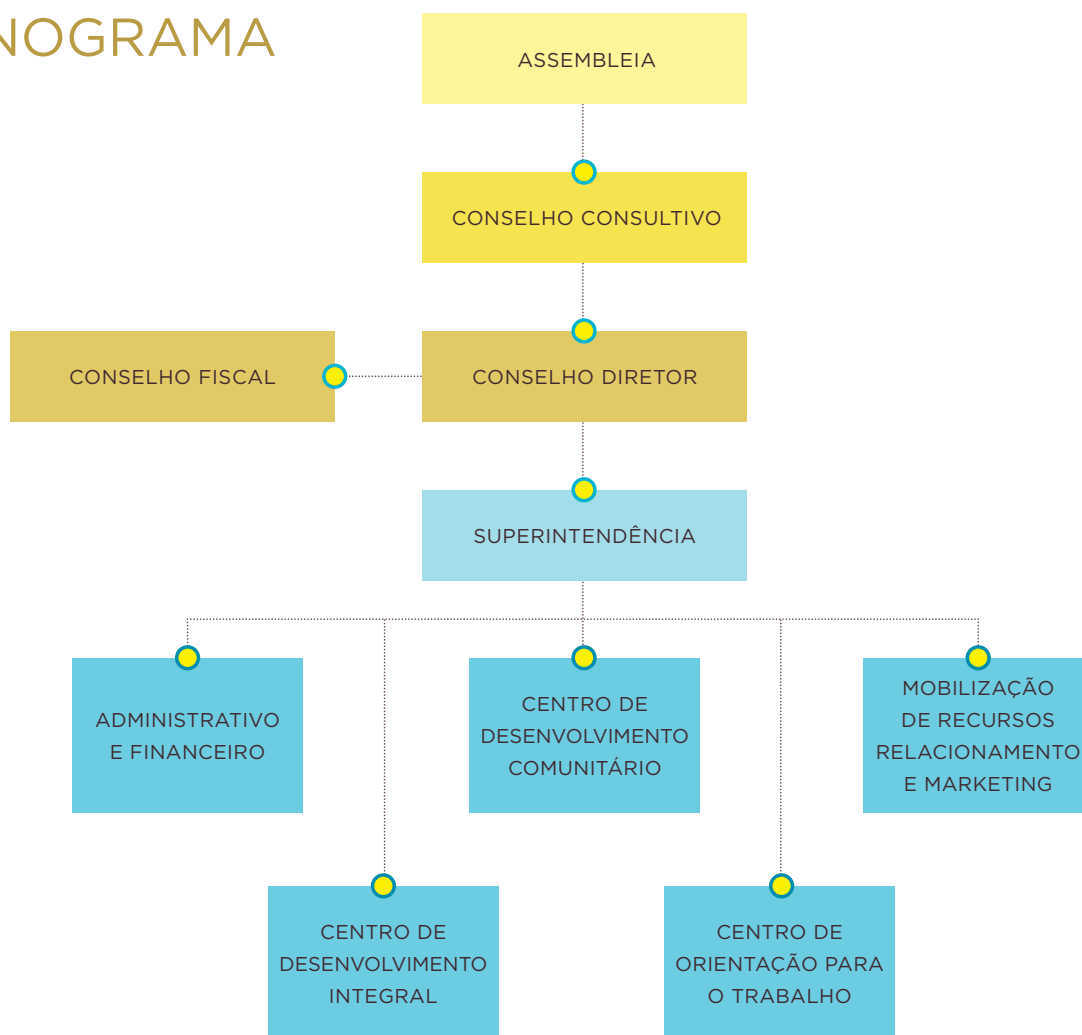 NOGRAMA
ASSEMBLEIA
CONSELHO CONSULTIVO
CONSELHO FISCAL
CONSELHO DIRETOR
SUPERINTENDÊNCIA
ADMINISTRATIVO
E FINANCEIRO
CENTRO DE
DESENVOLVIMENTO
COMUNITÁRIO
MOBILIZAÇÃO
DE RECURSOS
RELACIONAMENTO
E MARKETING
CENTRO DE
DESENVOLVIMENTO
INTEGRAL
CENTRO DE
ORIENTAÇÃO PARA
O TRABALHO